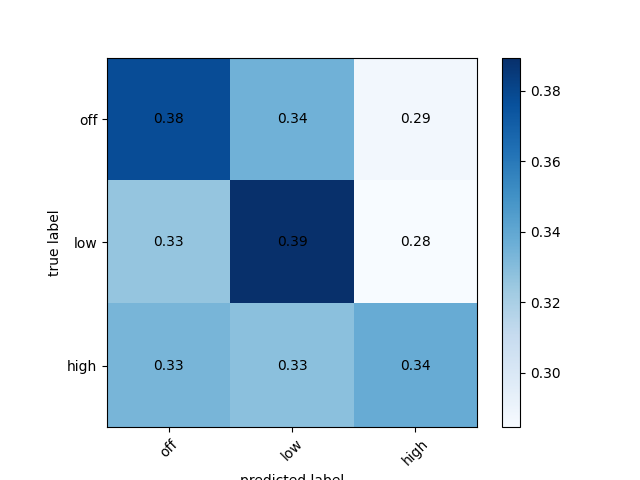 off 0.38 0.34 0.29
low 0.33 0.39 0.28
high 0.33 0.33 0.34
off low high
true label
predicted label
0.38
0.36
0.34
0.32
0.30